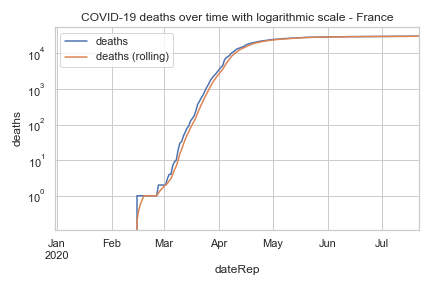 COVID-19 deaths over time with logarithmic scale - France
deaths
deaths (rolling)
10⁴
10³
10²
10¹
10⁰
deaths
Jan
2020
Feb
Mar
Apr
May
Jun
Jul
dateRep